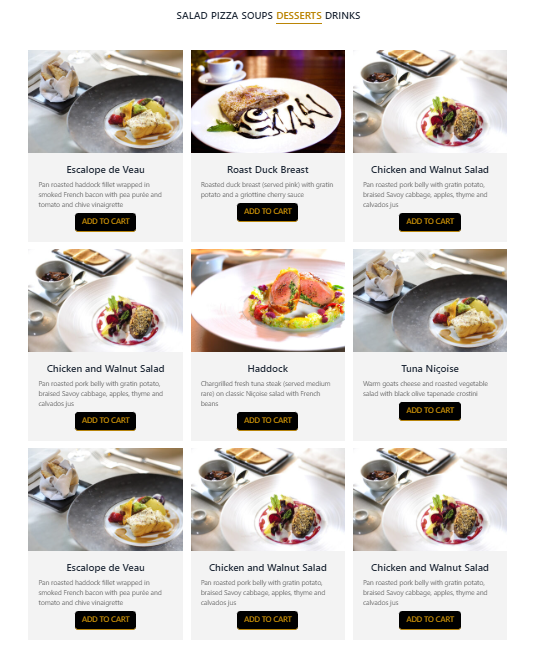 SALAD PIZZA SOUPS DESSERTS DRINKS
Escalope de Veau
Pan roasted haddock fillet wrapped in
smoked French bacon with pea purée and
tomato and chive vinaigrette
ADD TO CART
Roast Duck Breast
Roasted duck breast (served pink) with gratin
potato and a griottine cherry sauce
ADD TO CART
Chicken and Walnut Salad
Pan roasted pork belly with gratin potato,
braised Savoy cabbage, apples, thyme and
calvados jus
ADD TO CART
Chicken and Walnut Salad
Pan roasted pork belly with gratin potato,
braised Savoy cabbage, apples, thyme and
calvados jus
ADD TO CART
Haddock
Chargrilled fresh tuna steak (served medium
rare) on classic Niçoise salad with French
beans
ADD TO CART
Tuna Niçoise
Warm goats cheese and roasted vegetable
salad with black olive tapenade crostini
ADD TO CART
Escalope de Veau
Pan roasted haddock fillet wrapped in
smoked French bacon with pea purée and
tomato and chive vinaigrette
ADD TO CART
Chicken and Walnut Salad
Pan roasted pork belly with gratin potato,
braised Savoy cabbage, apples, thyme and
calvados jus
ADD TO CART
Chicken and Walnut Salad
Pan roasted pork belly with gratin potato,
braised Savoy cabbage, apples, thyme and
calvados jus
ADD TO CART